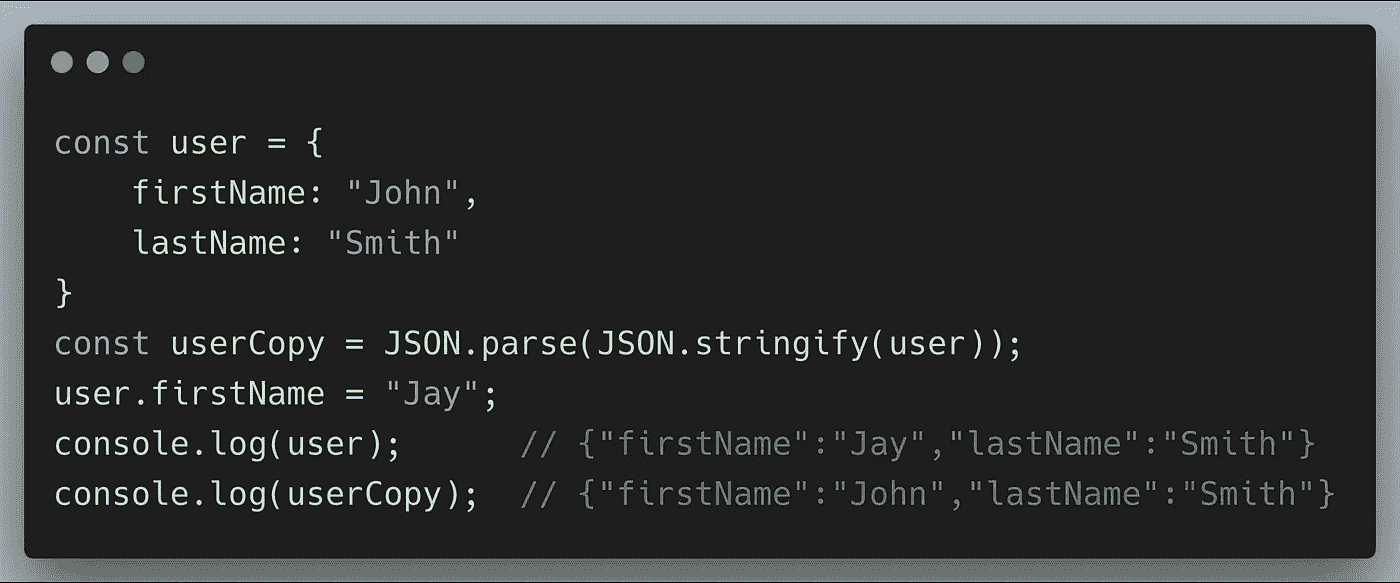 const user = {
    firstName: "John",
    lastName: "Smith"
}
const userCopy = JSON.parse(JSON.stringify(user));
user.firstName = "Jay";
console.log(user);      // {"firstName":"Jay","lastName":"Smith"}
console.log(userCopy);  // {"firstName":"John","lastName":"Smith"}